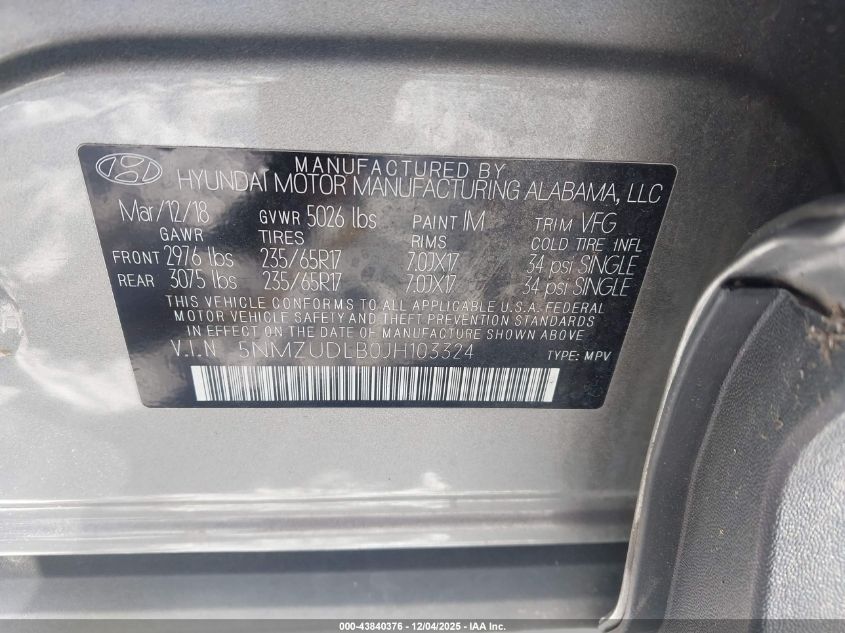 MANUFACTURED BY
HYUNDAI MOTOR MANUFACTURING ALABAMA, LLC
Mar/12/18 GVWR 5026 lbs PAINT IM TRIM VFG
GAWR TIRES RIMS COLD TIRE INFL
FRONT 2976 lbs 235/65R17 7.0JX17 34 psi SINGLE
REAR 3075 lbs 235/65R17 7.0JX17 34 psi SINGLE
THIS VEHICLE CONFORMS TO ALL APPLICABLE U.S.A. FEDERAL
MOTOR VEHICLE SAFETY AND THEFT PREVENTION STANDARDS
IN EFFECT ON THE DATE OF MANUFACTURE SHOWN ABOVE
V.I.N 5NMZUDLB0JH103324 TYPE: MPV
000-43840376 - 12/04/2025 - IAA Inc.